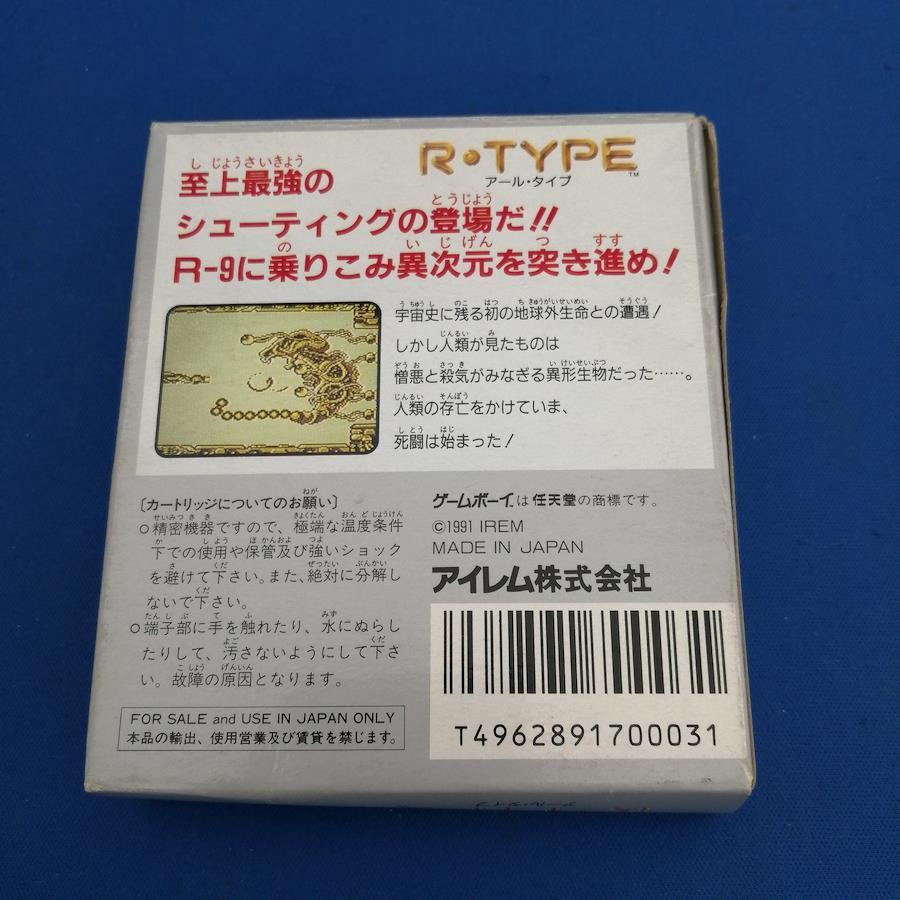 R・TYPE™
アール・タイプ
至上最強の
シューティングの登場だ!!
R-9に乗りこみ異次元を突き進め!
宇宙史に残る初の地球外生命との遭遇!
しかし人類が見たものは
憎悪と殺気がみなぎる異形生物だった……。
人類の存亡をかけていま、
死闘は始まった!
〔カートリッジについてのお願い〕
○精密機器ですので、極端な温度条件
下での使用や保管及び強いショック
を避けて下さい。また、絶対に分解し
ないで下さい。
○端子部に手を触れたり、水にぬらし
たりして、汚さないようにして下さ
い。故障の原因となります。
FOR SALE and USE IN JAPAN ONLY
本品の輸出、使用営業及び賃貸を禁じます。
ゲームボーイ™は任天堂の商標です。
©1991 IREM
MADE IN JAPAN
アイレム株式会社
T4962891700031